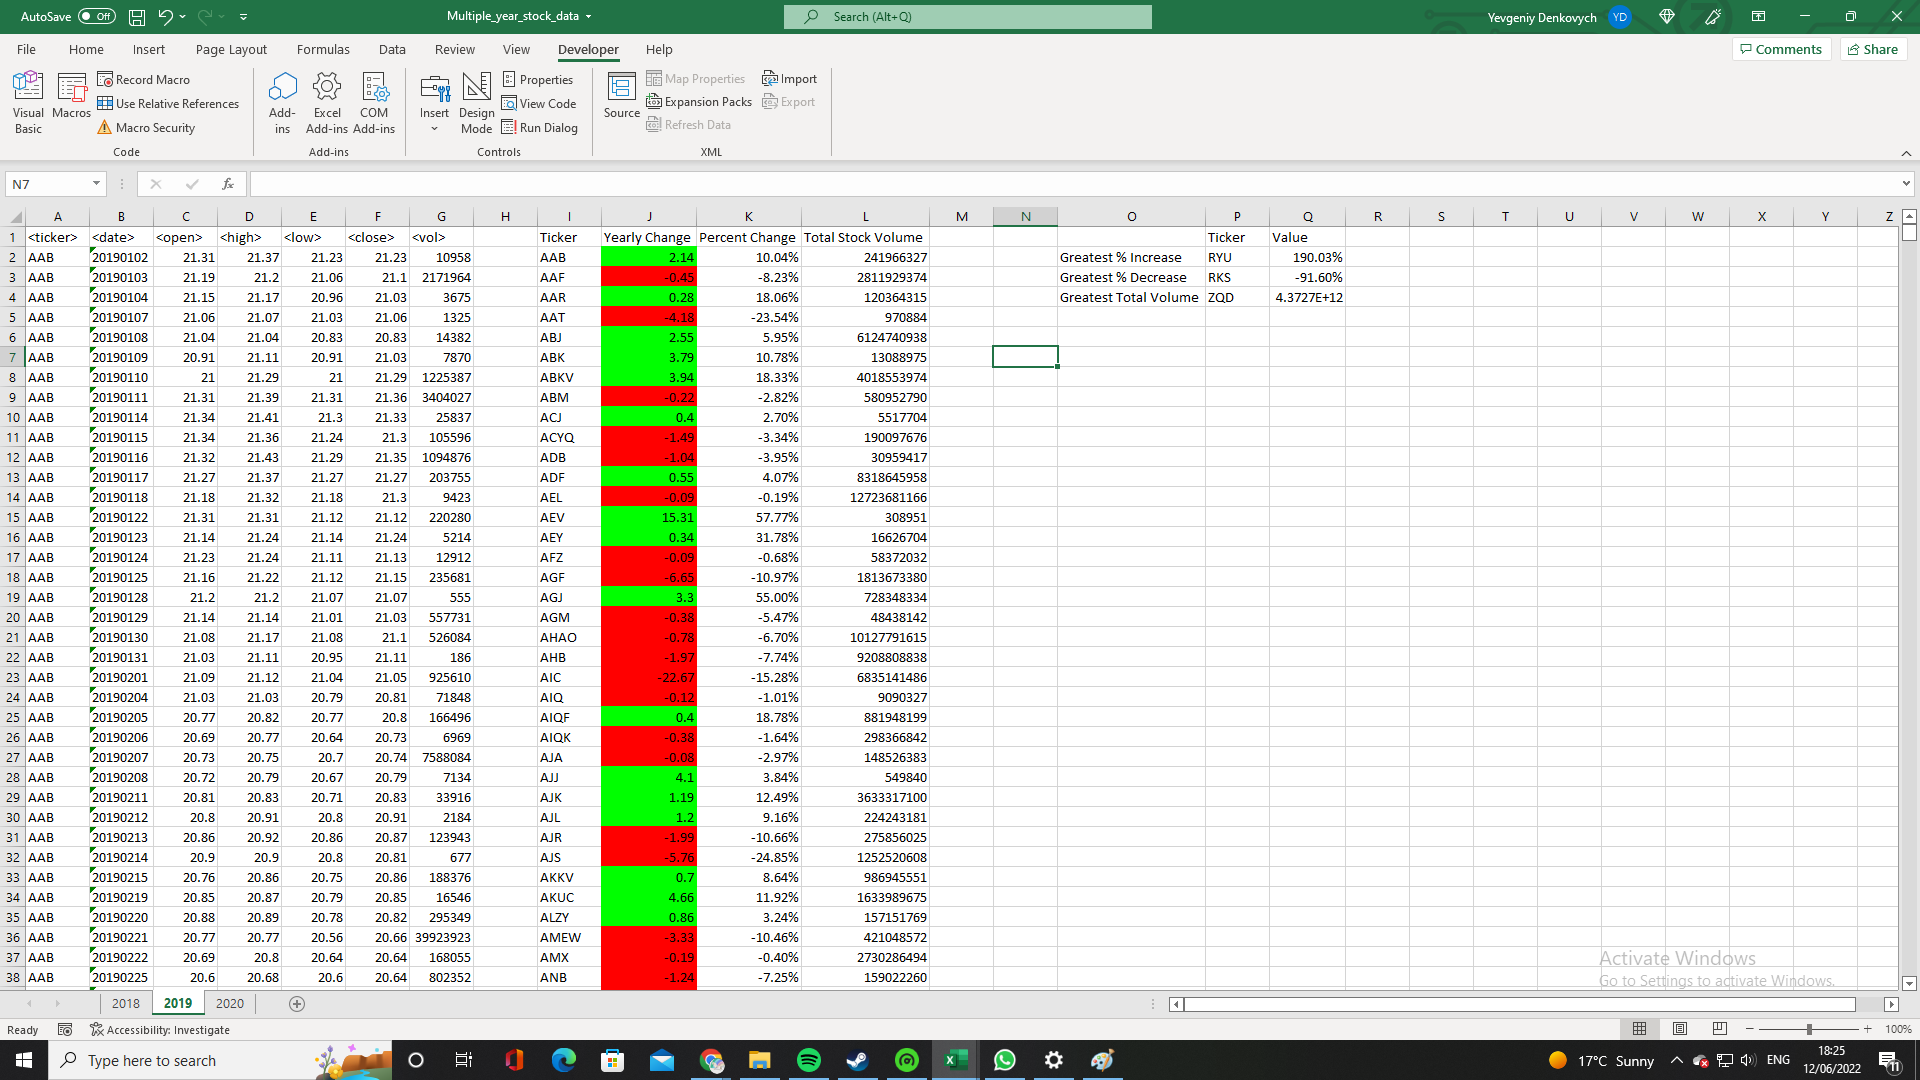 AutoSave Off Multiple_year_stock_data Search (Alt+Q) Yevgeniy Denkovych YD
File Home Insert Page Layout Formulas Data Review View Developer Help Comments Share
Visual Basic Macros Record Macro Use Relative References Macro Security Code
Add-ins Excel Add-ins COM Add-ins Add-ins
Insert Design Mode Properties View Code Run Dialog Controls
Source Map Properties Expansion Packs Refresh Data Import Export XML
N7 fx
A B C D E F G H I J K L M N O P Q R S T U V W X Y Z
1 <ticker> <date> <open> <high> <low> <close> <vol> Ticker Yearly Change Percent Change Total Stock Volume Ticker Value
2 AAB 20190102 21.31 21.37 21.23 21.23 10958 AAB 2.14 10.04% 241966327 Greatest % Increase RYU 190.03%
3 AAB 20190103 21.19 21.2 21.06 21.1 2171964 AAF -0.45 -8.23% 2811929374 Greatest % Decrease RKS -91.60%
4 AAB 20190104 21.15 21.17 20.96 21.03 3675 AAR 0.28 18.06% 120364315 Greatest Total Volume ZQD 4.3727E+12
5 AAB 20190107 21.06 21.07 21.03 21.06 1325 AAT -4.18 -23.54% 970884
6 AAB 20190108 21.04 21.04 20.83 20.83 14382 ABJ 2.55 5.95% 6124740938
7 AAB 20190109 20.91 21.11 20.91 21.03 7870 ABK 3.79 10.78% 13088975
8 AAB 20190110 21 21.29 21 21.29 1225387 ABKV 3.94 18.33% 4018553974
9 AAB 20190111 21.31 21.39 21.31 21.36 3404027 ABM -0.22 -2.82% 580952790
10 AAB 20190114 21.34 21.41 21.3 21.33 25837 ACJ 0.4 2.70% 5517704
11 AAB 20190115 21.34 21.36 21.24 21.3 105596 ACYQ -1.49 -3.34% 190097676
12 AAB 20190116 21.32 21.43 21.29 21.35 1094876 ADB -1.04 -3.95% 30959417
13 AAB 20190117 21.27 21.37 21.27 21.27 203755 ADF 0.55 4.07% 8318645958
14 AAB 20190118 21.18 21.32 21.18 21.3 9423 AEL -0.09 -0.19% 12723681166
15 AAB 20190122 21.31 21.31 21.12 21.12 220280 AEV 15.31 57.77% 308951
16 AAB 20190123 21.14 21.24 21.14 21.24 5214 AEY 0.34 31.78% 16626704
17 AAB 20190124 21.23 21.24 21.11 21.13 12912 AFZ -0.09 -0.68% 58372032
18 AAB 20190125 21.16 21.22 21.12 21.15 235681 AGF -6.65 -10.97% 1813673380
19 AAB 20190128 21.2 21.2 21.07 21.07 555 AGJ 3.3 55.00% 728348334
20 AAB 20190129 21.14 21.14 21.01 21.03 557731 AGM -0.38 -5.47% 48438142
21 AAB 20190130 21.08 21.17 21.08 21.1 526084 AHAO -0.78 -6.70% 10127791615
22 AAB 20190131 21.03 21.11 20.95 21.11 186 AHB -1.97 -7.74% 9208808838
23 AAB 20190201 21.09 21.12 21.04 21.05 925610 AIC -22.67 -15.28% 6835141486
24 AAB 20190204 21.03 21.03 20.79 20.81 71848 AIQ -0.12 -1.01% 9090327
25 AAB 20190205 20.77 20.82 20.77 20.8 166496 AIQF 0.4 18.78% 881948199
26 AAB 20190206 20.69 20.77 20.64 20.73 6969 AIQK -0.38 -1.64% 298366842
27 AAB 20190207 20.73 20.75 20.7 20.74 7588084 AJA -0.08 -2.97% 148526383
28 AAB 20190208 20.72 20.79 20.67 20.79 7134 AJJ 4.1 3.84% 549840
29 AAB 20190211 20.81 20.83 20.71 20.83 33916 AJK 1.19 12.49% 3633317100
30 AAB 20190212 20.8 20.91 20.8 20.91 2184 AJL 1.2 9.16% 224243181
31 AAB 20190213 20.86 20.92 20.86 20.87 123943 AJR -1.99 -10.66% 275856025
32 AAB 20190214 20.9 20.9 20.8 20.81 677 AJS -5.76 -24.85% 1252520608
33 AAB 20190215 20.76 20.86 20.75 20.86 188376 AKKV 0.7 8.64% 986945551
34 AAB 20190219 20.85 20.87 20.79 20.85 16546 AKUC 4.66 11.92% 1633989675
35 AAB 20190220 20.88 20.89 20.78 20.82 295349 ALZY 0.86 3.24% 157151769
36 AAB 20190221 20.77 20.77 20.56 20.66 39923923 AMEW -3.33 -10.46% 421048572
37 AAB 20190222 20.69 20.8 20.64 20.64 168055 AMX -0.19 -0.40% 2730286494
38 AAB 20190225 20.6 20.68 20.6 20.64 802352 ANB -1.24 -7.25% 159022260
Activate Windows
Go to Settings to activate Windows.
2018 2019 2020
Ready Accessibility: Investigate 100%
Type here to search 17°C Sunny ENG 18:25 12/06/2022 11